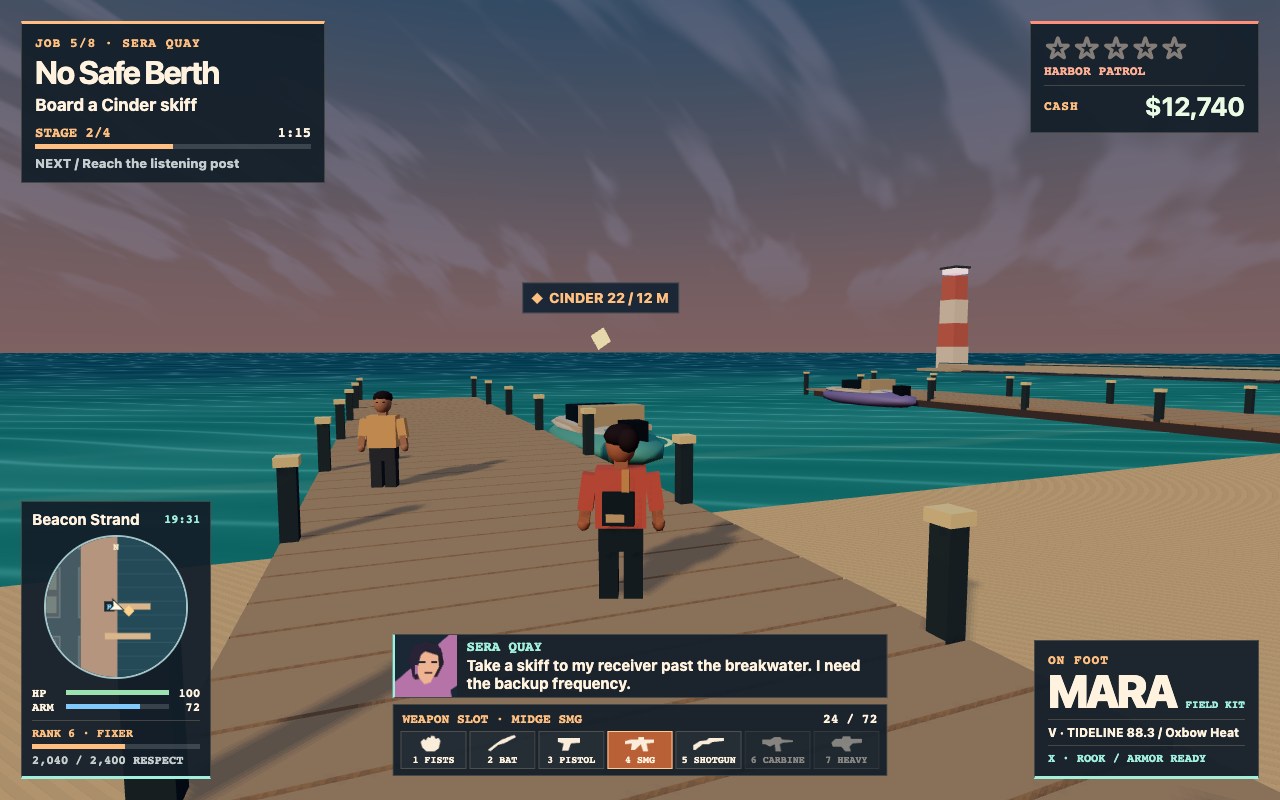 JOB 5/8 · SERA QUAY
No Safe Berth
Board a Cinder skiff
STAGE 2/4 1:15
NEXT / Reach the listening post
HARBOR PATROL
CASH $12,740
◆ CINDER 22 / 12 M
Beacon Strand 19:31
N
HP 100
ARM 72
RANK 6 · FIXER
2,040 / 2,400 RESPECT
SERA QUAY
Take a skiff to my receiver past the breakwater. I need
the backup frequency.
WEAPON SLOT · MIDGE SMG 24 / 72
1 FISTS 2 BAT 3 PISTOL 4 SMG 5 SHOTGUN 6 CARBINE 7 HEAVY
ON FOOT
MARA FIELD KIT
V · TIDELINE 88.3 / Oxbow Heat
X · ROOK / ARMOR READY